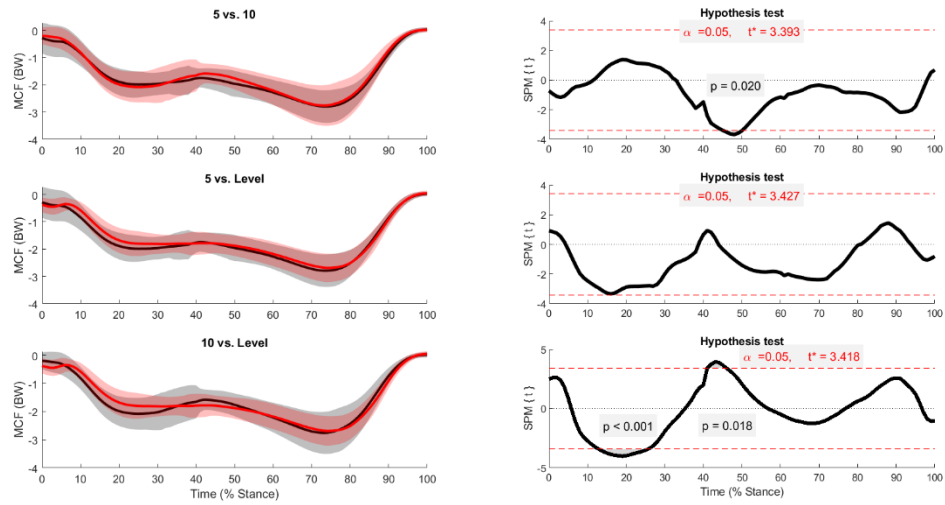 5 vs. 10
MCF (BW)
0
-1
-2
-3
-4
0 10 20 30 40 50 60 70 80 90 100
Hypothesis test
α =0.05, t* = 3.393
p = 0.020
SPM { t }
4
2
0
-2
-4
0 10 20 30 40 50 60 70 80 90 100
5 vs. Level
MCF (BW)
0
-1
-2
-3
-4
0 10 20 30 40 50 60 70 80 90 100
Hypothesis test
α =0.05, t* = 3.427
SPM { t }
4
2
0
-2
-4
0 10 20 30 40 50 60 70 80 90 100
10 vs. Level
MCF (BW)
0
-1
-2
-3
-4
0 10 20 30 40 50 60 70 80 90 100
Time (% Stance)
Hypothesis test
α =0.05, t* = 3.418
p < 0.001
p = 0.018
SPM { t }
5
0
-5
0 10 20 30 40 50 60 70 80 90 100
Time (% Stance)